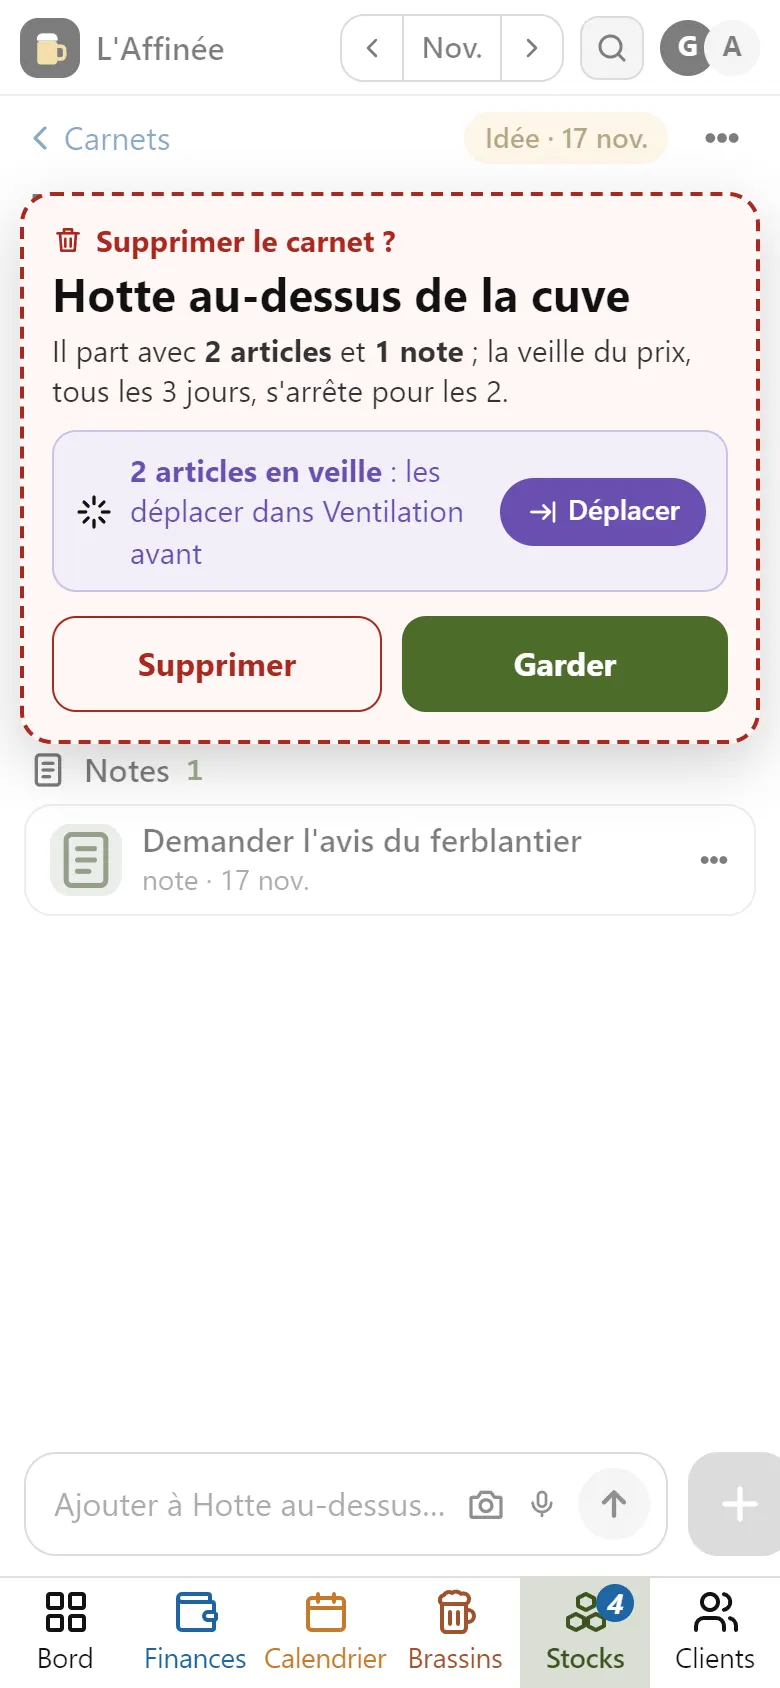 L'Affinée
Nov.
G
A
Carnets
Idée · 17 nov.
Supprimer le carnet ?
Hotte au-dessus de la cuve
Il part avec 2 articles et 1 note ; la veille du prix,
tous les 3 jours, s'arrête pour les 2.
2 articles en veille : les
déplacer dans Ventilation
avant
Déplacer
Supprimer
Garder
Notes 1
Demander l'avis du ferblantier
note · 17 nov.
Ajouter à Hotte au-dessus...
Bord
Finances
Calendrier
Brassins
4
Stocks
Clients